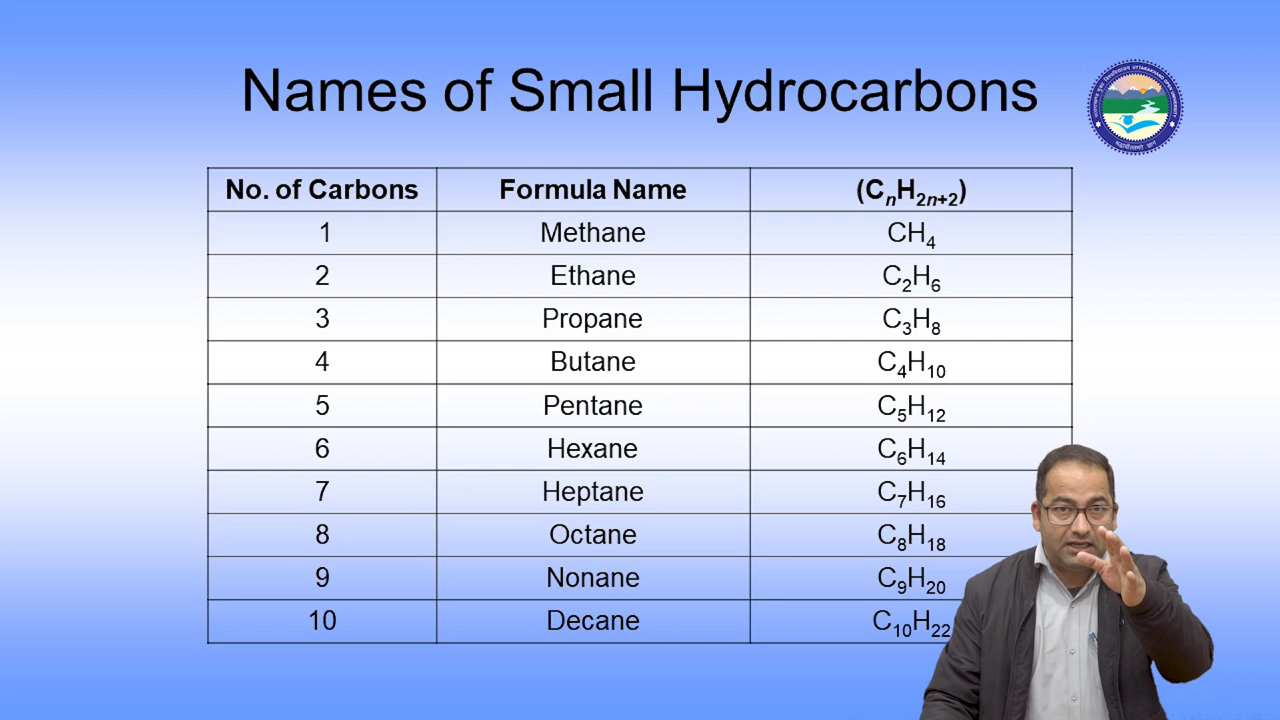 Names of Small Hydrocarbons
No. of Carbons Formula Name (CnH2n+2)
1 Methane CH4
2 Ethane C2H6
3 Propane C3H8
4 Butane C4H10
5 Pentane C5H12
6 Hexane C6H14
7 Heptane C7H16
8 Octane C8H18
9 Nonane C9H20
10 Decane C10H22